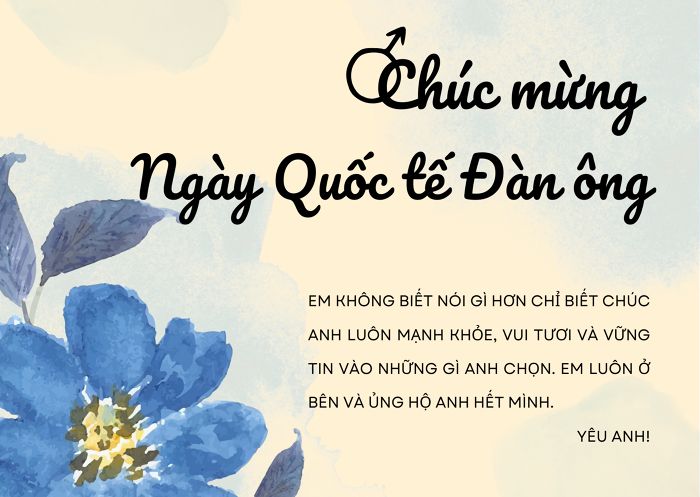 Chúc mừng
Ngày Quốc tế Đàn ông
EM KHÔNG BIẾT NÓI GÌ HƠN CHỈ BIẾT CHÚC
ANH LUÔN MẠNH KHỎE, VUI TƯƠI VÀ VỮNG
TIN VÀO NHỮNG GÌ ANH CHỌN. EM LUÔN Ở
BÊN VÀ ỦNG HỘ ANH HẾT MÌNH.
YÊU ANH!